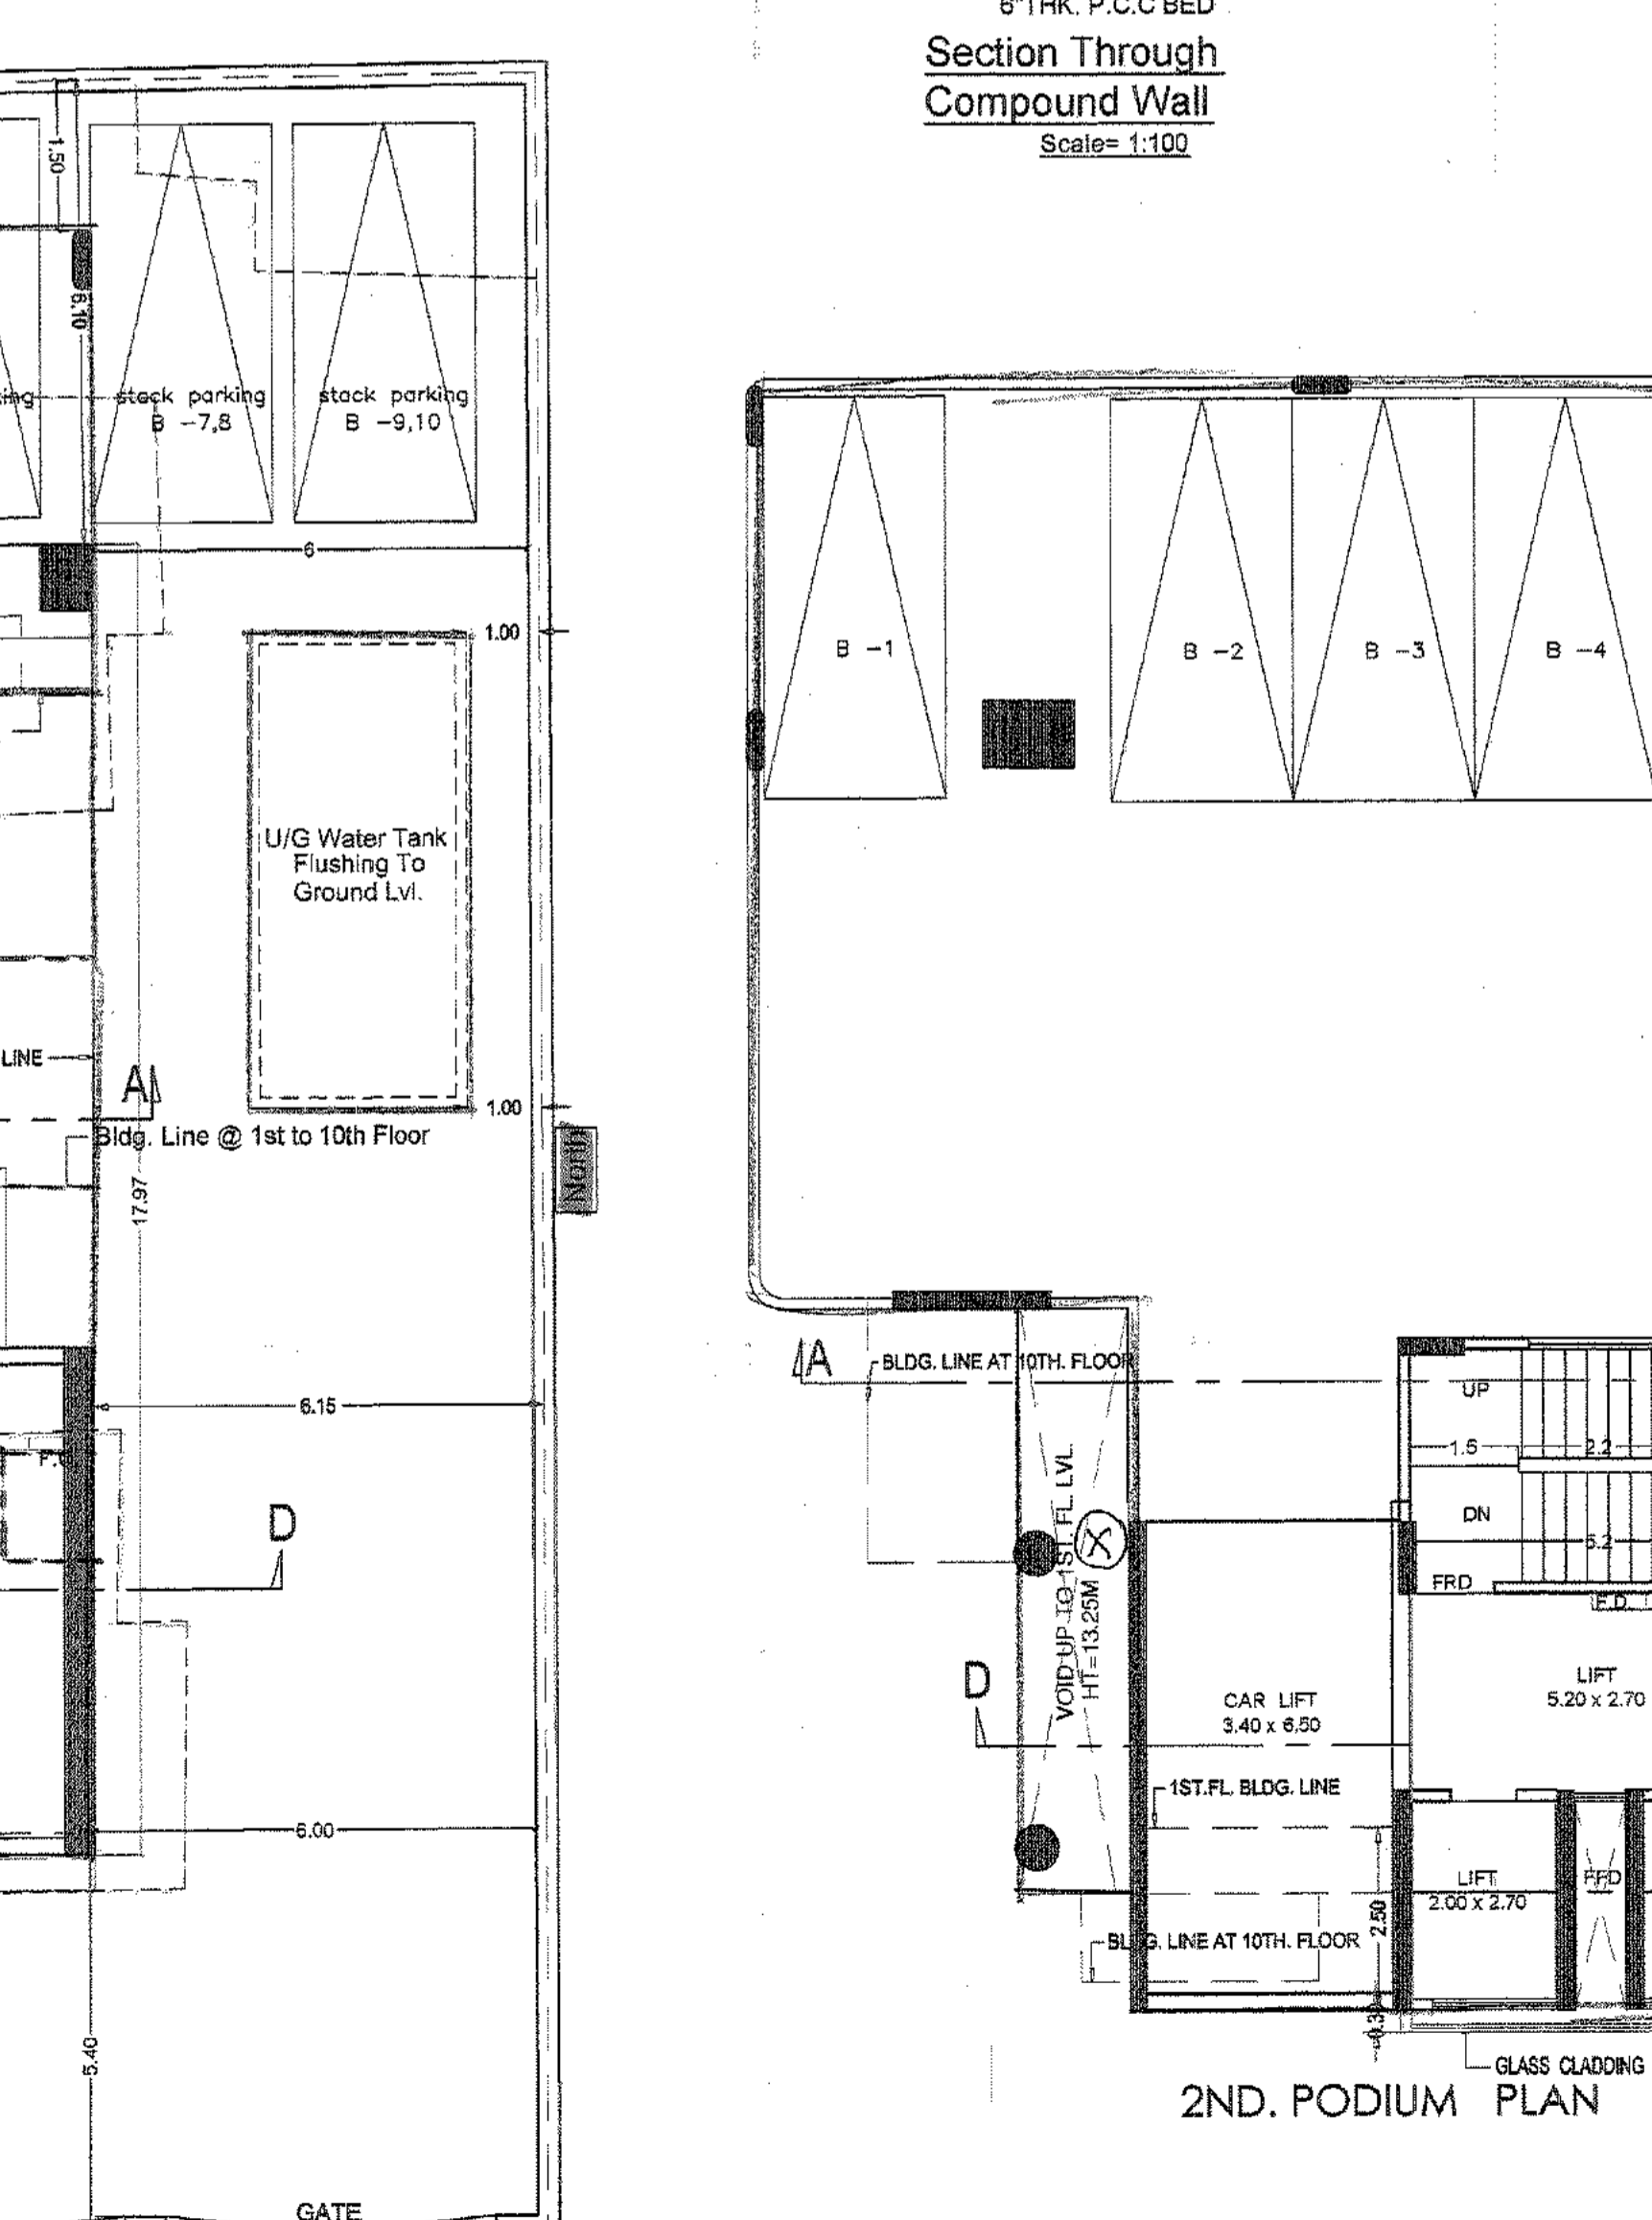 6"THK. P.C.C BED
Section Through
Compound Wall
Scale= 1:100
1.50
6.10
stack parking
B -7,8
stack parking
B -9,10
6
1.00
U/G Water Tank
Flushing To
Ground Lvl.
1.00
LINE
A
Bldg. Line @ 1st to 10th Floor
North
17.97
6.15
D
6.00
5.40
GATE
B -1
B -2
B -3
B -4
A
BLDG. LINE AT 10TH. FLOOR
UP
1.5
2.2
DN
5.2
FRD
F.D.
VOID UP TO 1ST. FL. LVL.
HT=13.25M
X
D
CAR LIFT
3.40 x 6.50
LIFT
5.20 x 2.70
1ST.FL. BLDG. LINE
LIFT
2.00 x 2.70
FRD
2.50
BLDG. LINE AT 10TH. FLOOR
GLASS CLADDING
2ND. PODIUM PLAN